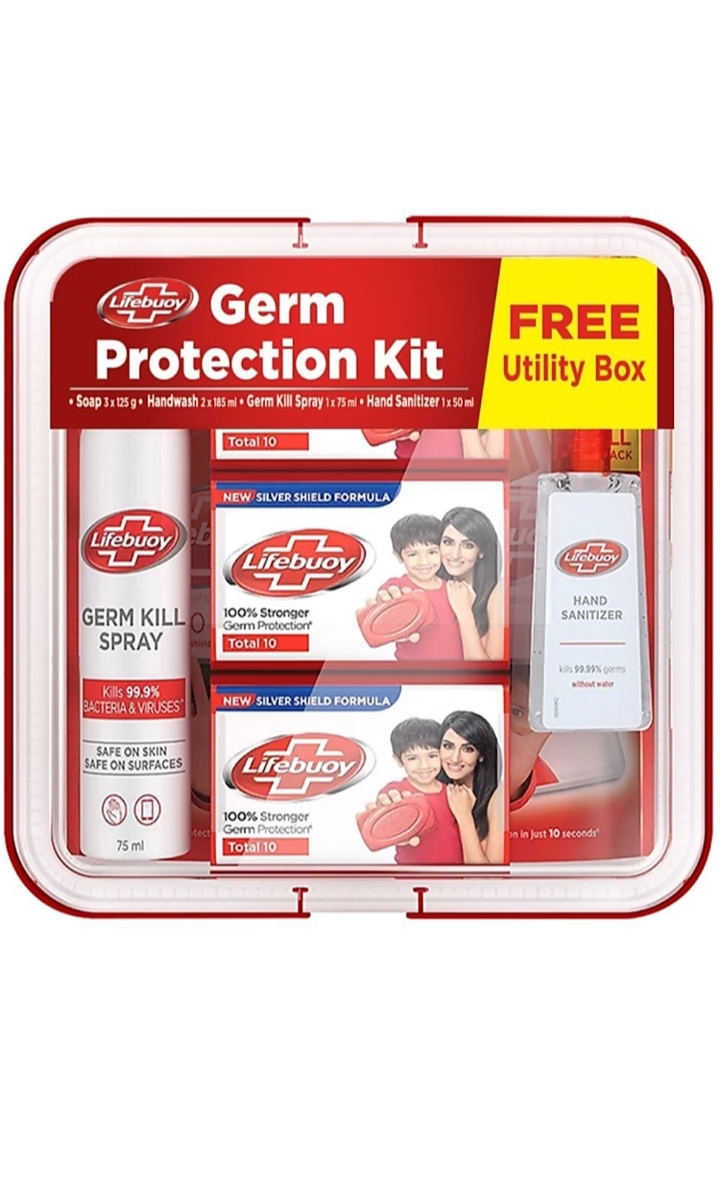 Lifebuoy
Germ
Protection Kit
• Soap 3 x 125 g • Handwash 2 x 185 ml • Germ Kill Spray 1 x 75 ml • Hand Sanitizer 1 x 50 ml
FREE
Utility Box
Total 10
Lifebuoy
GERM KILL
SPRAY
Kills 99.9%
BACTERIA & VIRUSES*
SAFE ON SKIN
SAFE ON SURFACES
75 ml
NEW SILVER SHIELD FORMULA
Lifebuoy
100% Stronger
Germ Protection*
Total 10
NEW SILVER SHIELD FORMULA
Lifebuoy
100% Stronger
Germ Protection*
Total 10
Lifebuoy
HAND
SANITIZER
kills 99.99% germs
without water
in just 10 seconds